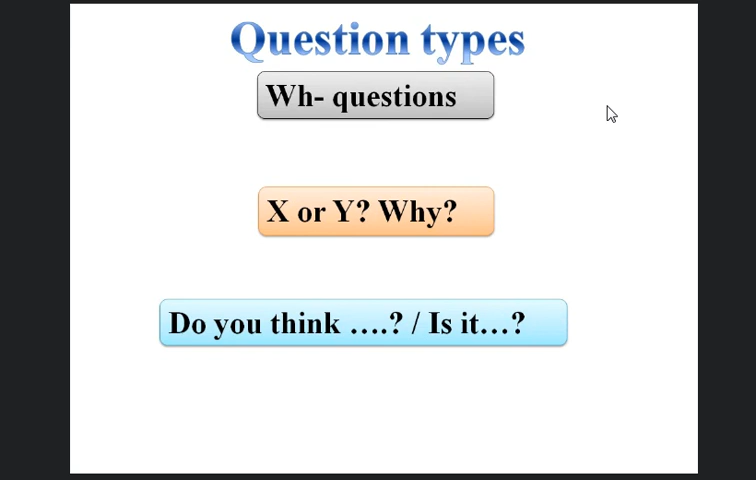 Question types
Wh- questions
X or Y? Why?
Do you think ….? / Is it…?